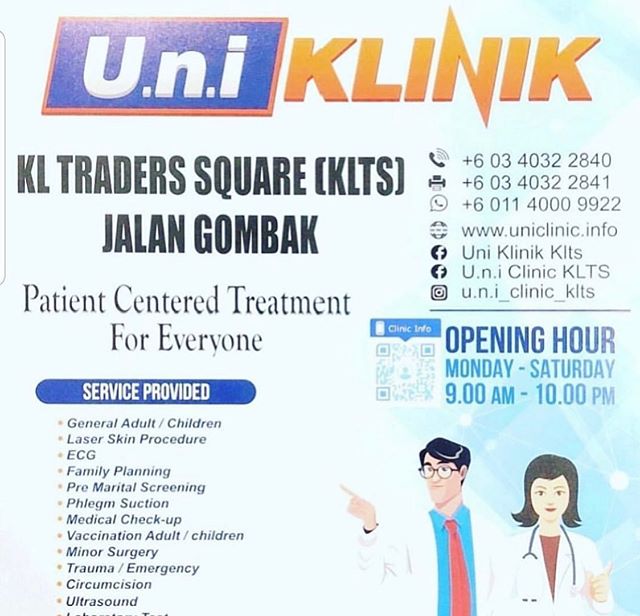 U.n.i KLINIK
KL TRADERS SQUARE (KLTS)
JALAN GOMBAK
Patient Centered Treatment
For Everyone
SERVICE PROVIDED
• General Adult / Children
• Laser Skin Procedure
• ECG
• Family Planning
• Pre Marital Screening
• Phlegm Suction
• Medical Check-up
• Vaccination Adult / children
• Minor Surgery
• Trauma / Emergency
• Circumcision
• Ultrasound
+6 03 4032 2840
+6 03 4032 2841
+6 011 4000 9922
www.uniclinic.info
Uni Klinik Klts
U.n.i Clinic KLTS
u.n.i_clinic_klts
Clinic Info
OPENING HOUR
MONDAY - SATURDAY
9.00 AM - 10.00 PM